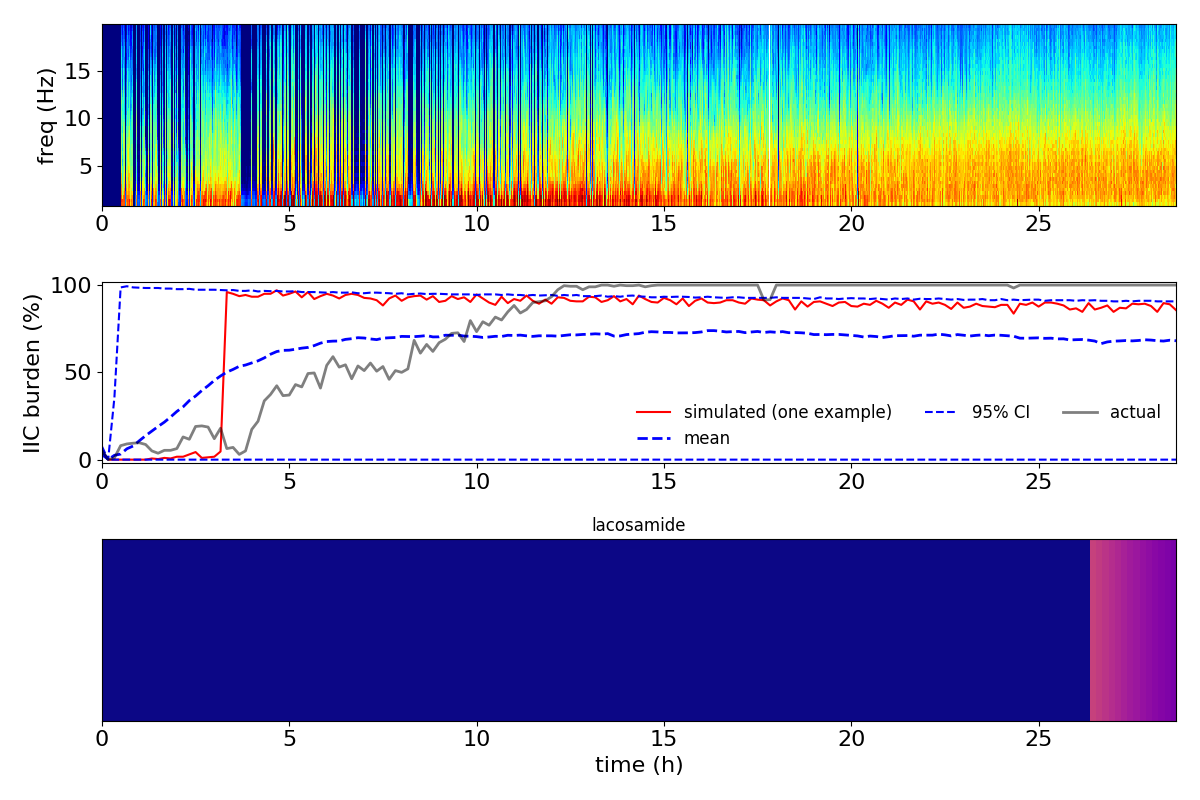 freq (Hz)
15
10
5
0 5 10 15 20 25
IIC burden (%)
100
50
0
simulated (one example) 95% CI actual
mean
0 5 10 15 20 25
lacosamide
0 5 10 15 20 25
time (h)